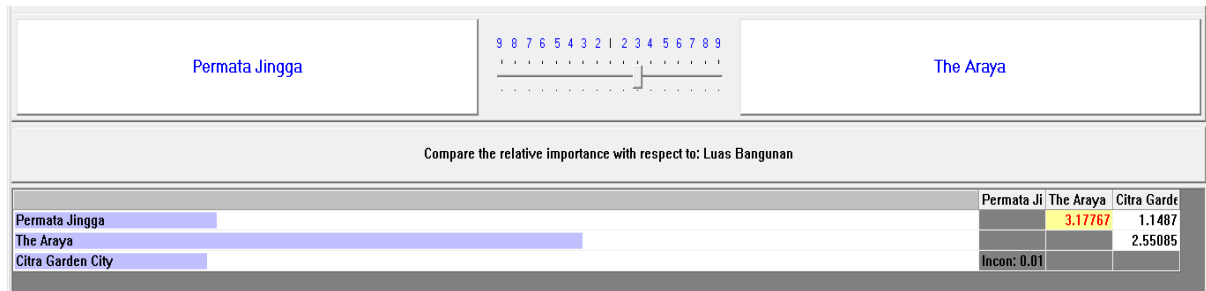 9 8 7 6 5 4 3 2 1 2 3 4 5 6 7 8 9
Permata Jingga The Araya
Compare the relative importance with respect to: Luas Bangunan
Permata Ji The Araya Citra Garde
Permata Jingga 3.17767 1.1487
The Araya 2.55085
Citra Garden City Incon: 0.01